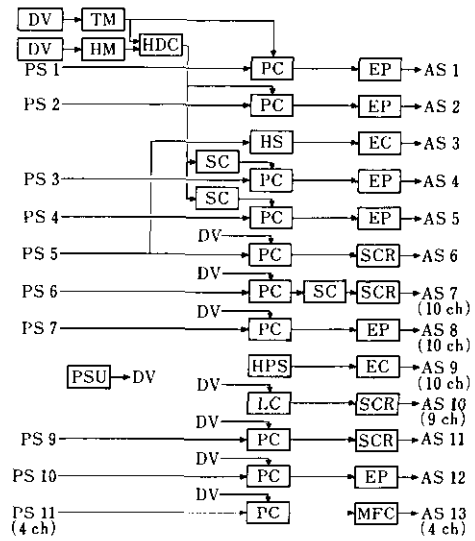 DV TM
DV HM HDC
PS 1 PC EP AS 1
PS 2 PC EP AS 2
HS EC AS 3
SC
PS 3 PC EP AS 4
SC
PS 4 PC EP AS 5
DV
PS 5 PC SCR AS 6
DV
PS 6 PC SC SCR AS 7
(10 ch)
DV
PS 7 PC EP AS 8
(10 ch)
HPS EC AS 9
(10 ch)
PSU DV
DV
LC SCR AS 10
(9 ch)
DV
PS 9 PC SCR AS 11
DV
PS 10 PC EP AS 12
DV
PS 11 PC MFC AS 13
(4 ch) (4 ch)